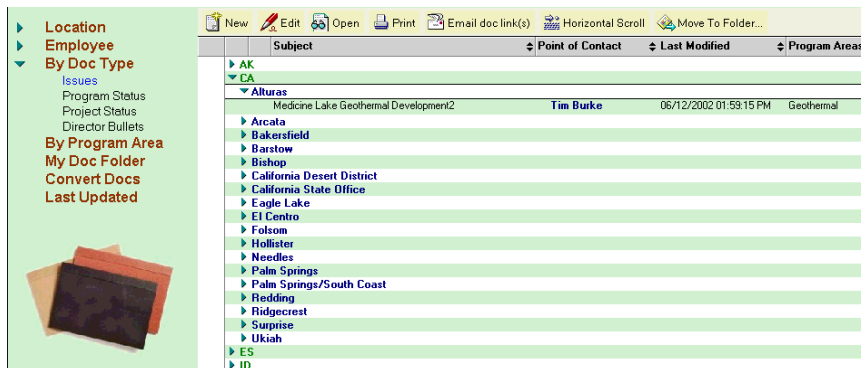 Location
Employee
By Doc Type
Issues
Program Status
Project Status
Director Bullets
By Program Area
My Doc Folder
Convert Docs
Last Updated
New Edit Open Print Email doc link(s) Horizontal Scroll Move To Folder...
Subject Point of Contact Last Modified Program Areas
AK
CA
Alturas
Medicine Lake Geothermal Development2 Tim Burke 06/12/2002 01:59:15 PM Geothermal
Arcata
Bakersfield
Barstow
Bishop
California Desert District
California State Office
Eagle Lake
El Centro
Folsom
Hollister
Needles
Palm Springs
Palm Springs/South Coast
Redding
Ridgecrest
Surprise
Ukiah
ES
ID